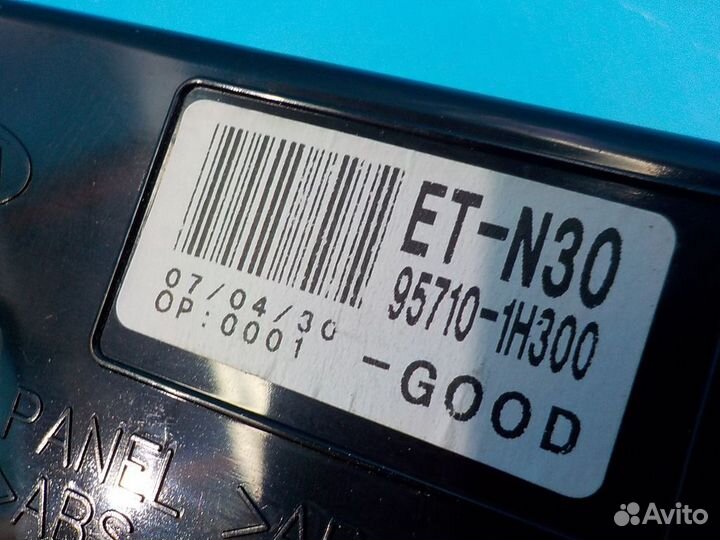 ET-N30
95710-1H300
-GOOD
07/04/30
OP:0001
PANEL
>ABS
Avito